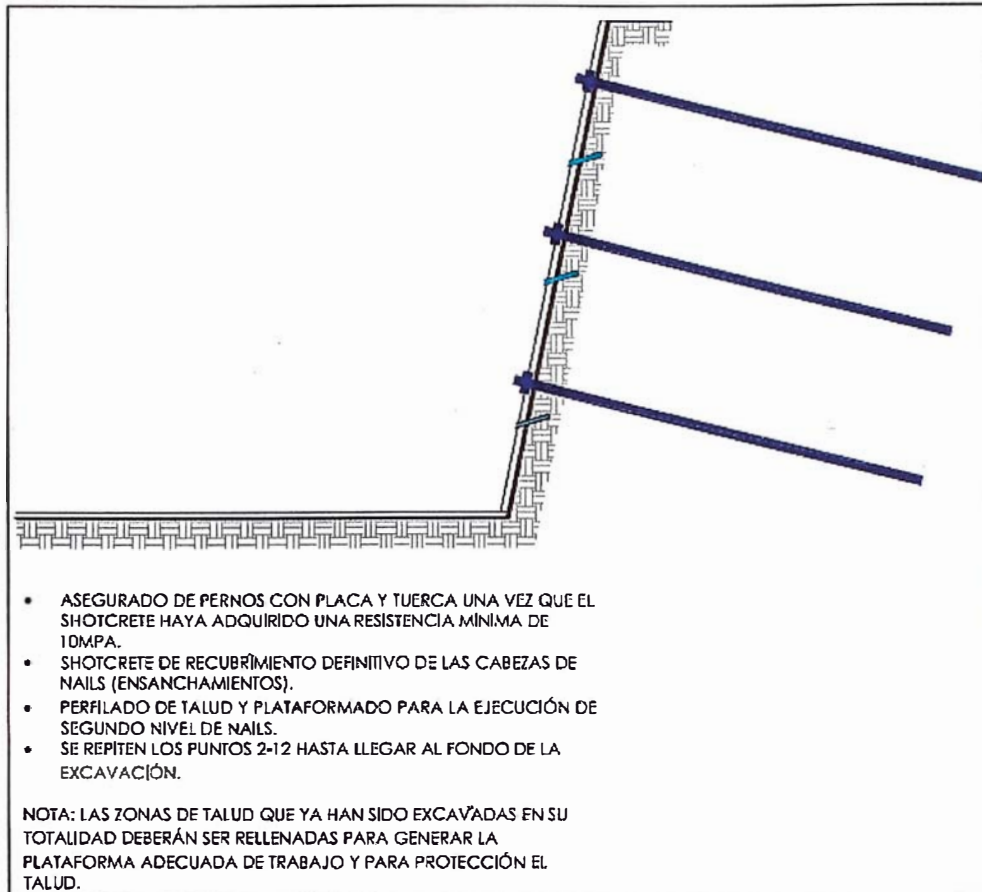 • ASEGURADO DE PERNOS CON PLACA Y TUERCA UNA VEZ QUE EL
SHOTCRETE HAYA ADQUIRIDO UNA RESISTENCIA MÍNIMA DE
10MPA.
• SHOTCRETE DE RECUBRIMIENTO DEFINITIVO DE LAS CABEZAS DE
NAILS (ENSANCHAMIENTOS).
• PERFILADO DE TALUD Y PLATAFORMADO PARA LA EJECUCIÓN DE
SEGUNDO NIVEL DE NAILS.
• SE REPITEN LOS PUNTOS 2-12 HASTA LLEGAR AL FONDO DE LA
EXCAVACIÓN.
NOTA: LAS ZONAS DE TALUD QUE YA HAN SIDO EXCAVADAS EN SU
TOTALIDAD DEBERÁN SER RELLENADAS PARA GENERAR LA
PLATAFORMA ADECUADA DE TRABAJO Y PARA PROTECCIÓN EL
TALUD.